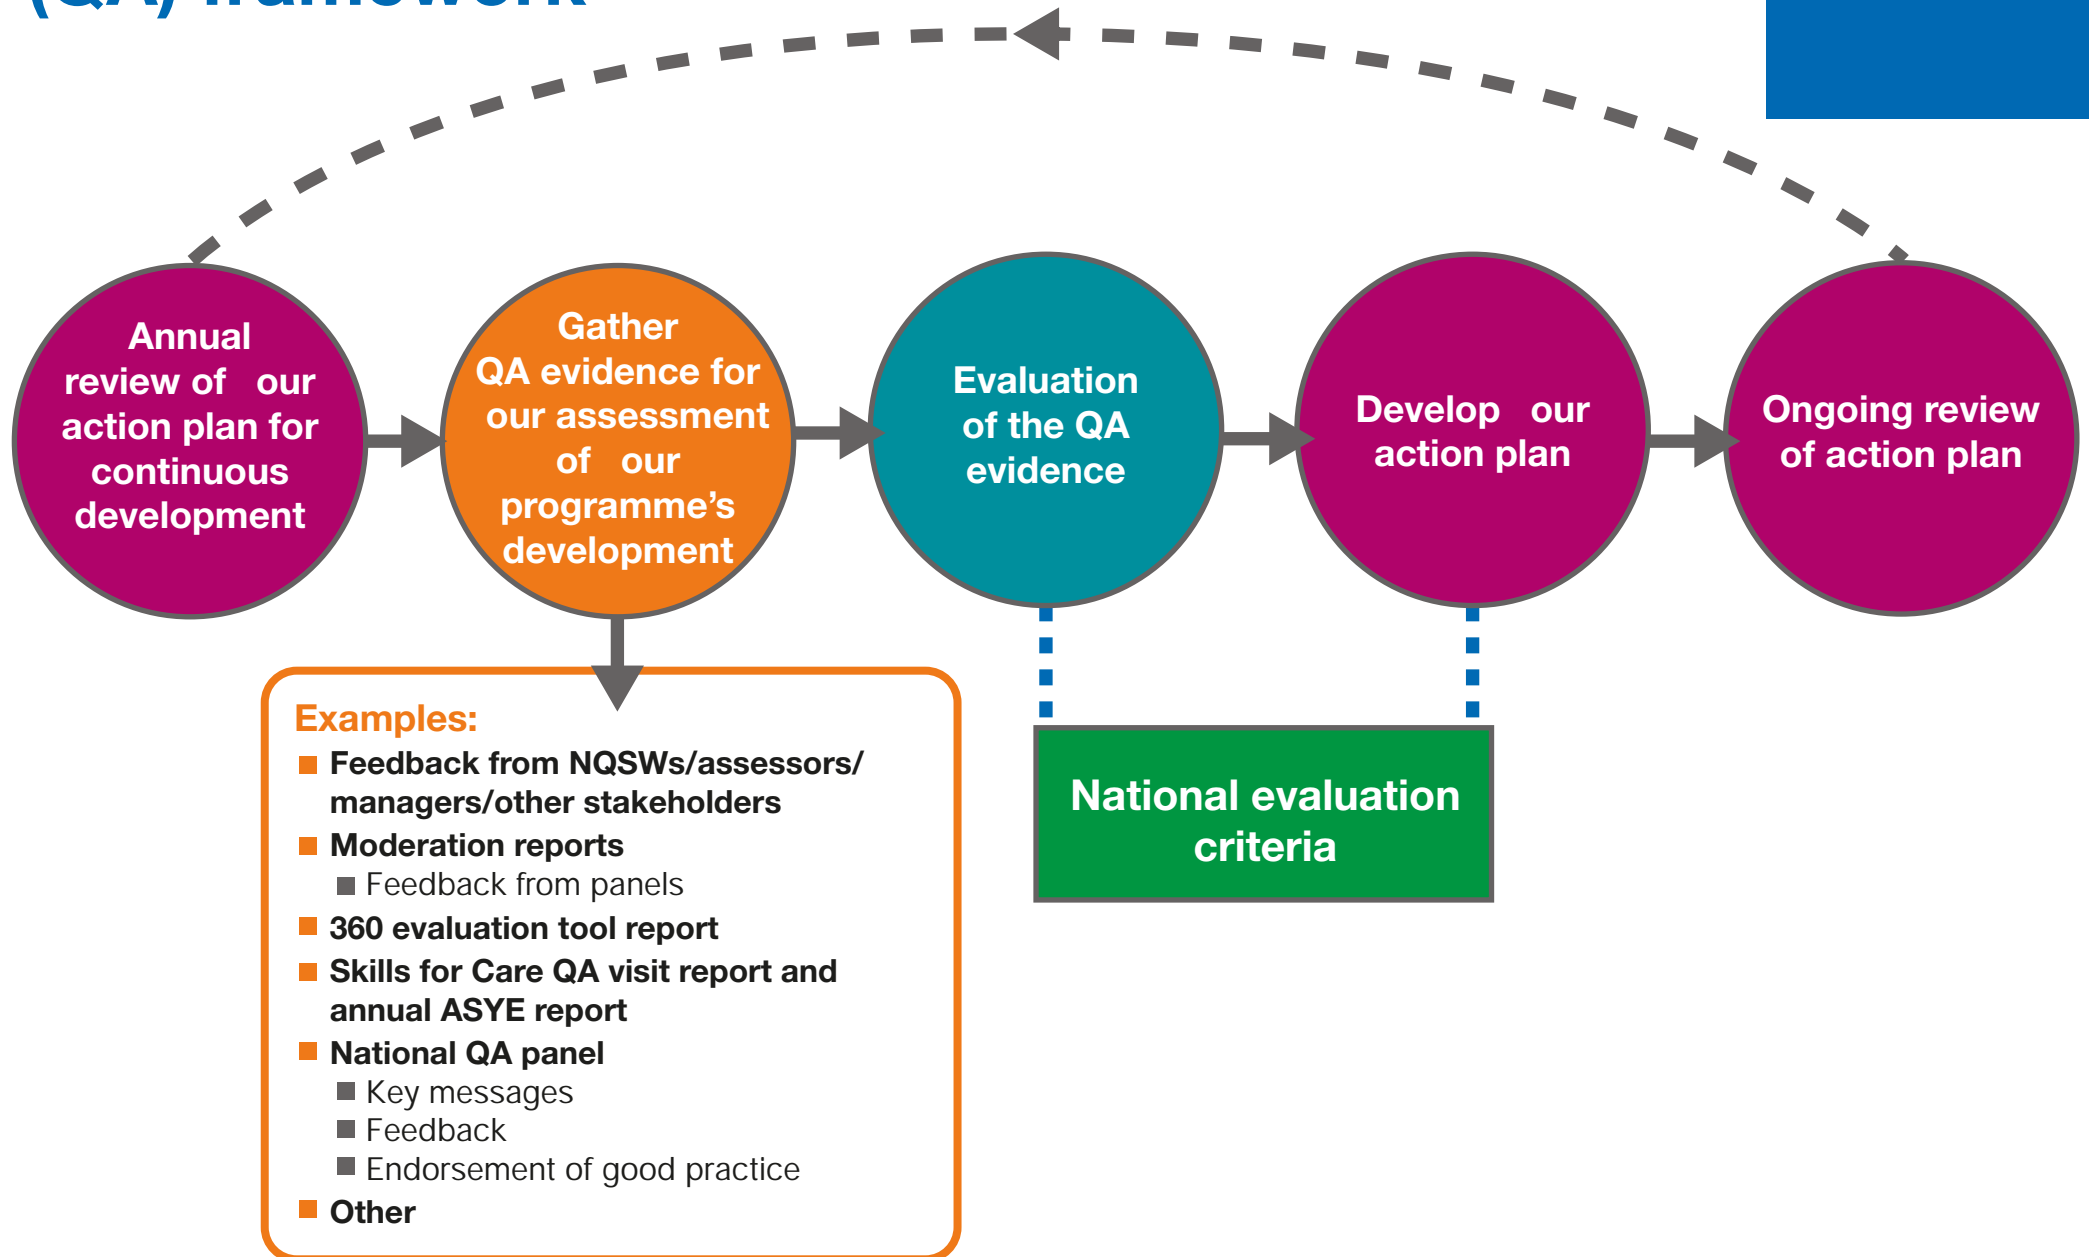 (QA) framework
Annual
review of our
action plan for
continuous
development
Gather
QA evidence for
our assessment
of our
programme's
development
Evaluation
of the QA
evidence
Develop our
action plan
Ongoing review
of action plan
Examples:
Feedback from NQSWs/assessors/
managers/other stakeholders
Moderation reports
Feedback from panels
360 evaluation tool report
Skills for Care QA visit report and
annual ASYE report
National QA panel
Key messages
Feedback
Endorsement of good practice
Other
National evaluation
criteria